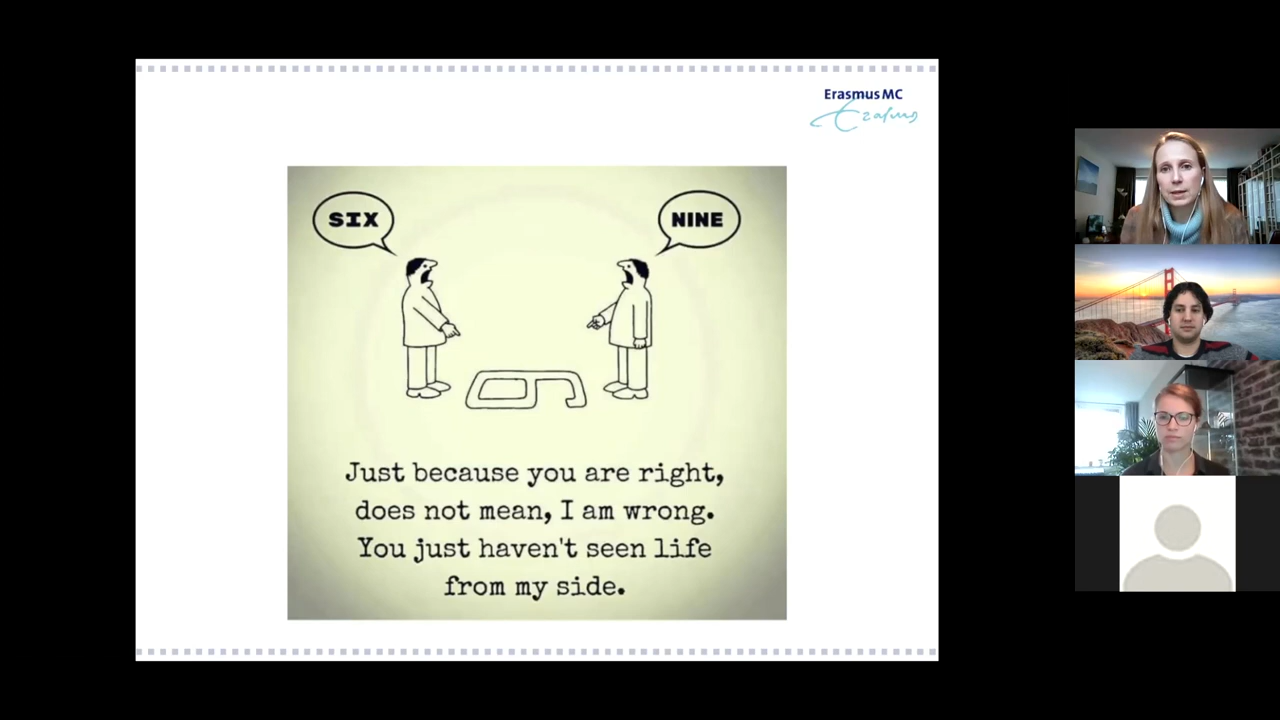 Erasmus MC
Erasmus
SIX
NINE
Just because you are right,
does not mean, I am wrong.
You just haven't seen life
from my side.